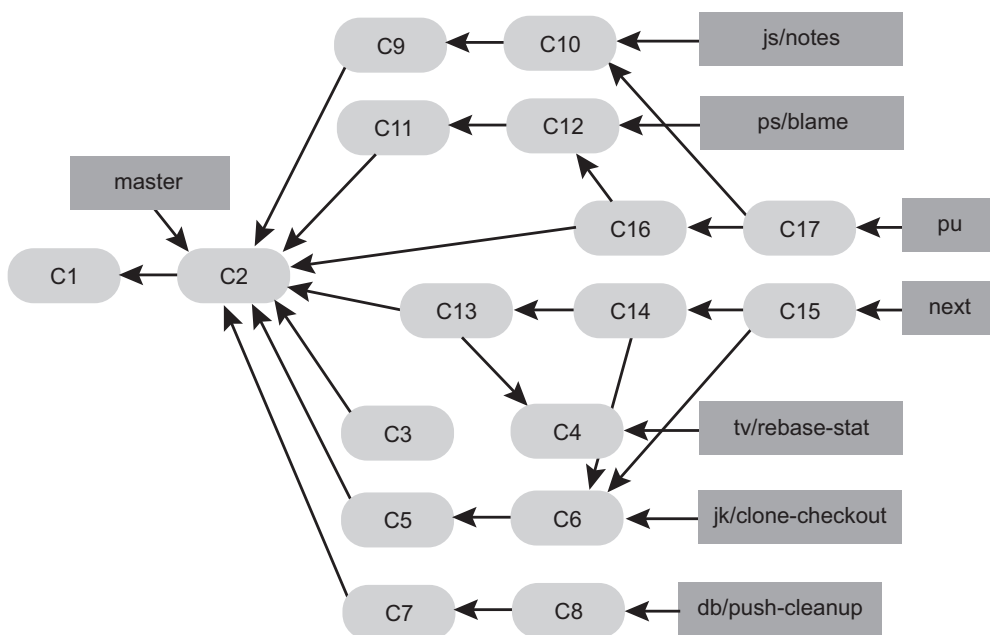 C9
C10
js/notes
C11
C12
ps/blame
master
C16
C17
pu
C1
C2
C13
C14
C15
next
C3
C4
tv/rebase-stat
C5
C6
jk/clone-checkout
C7
C8
db/push-cleanup